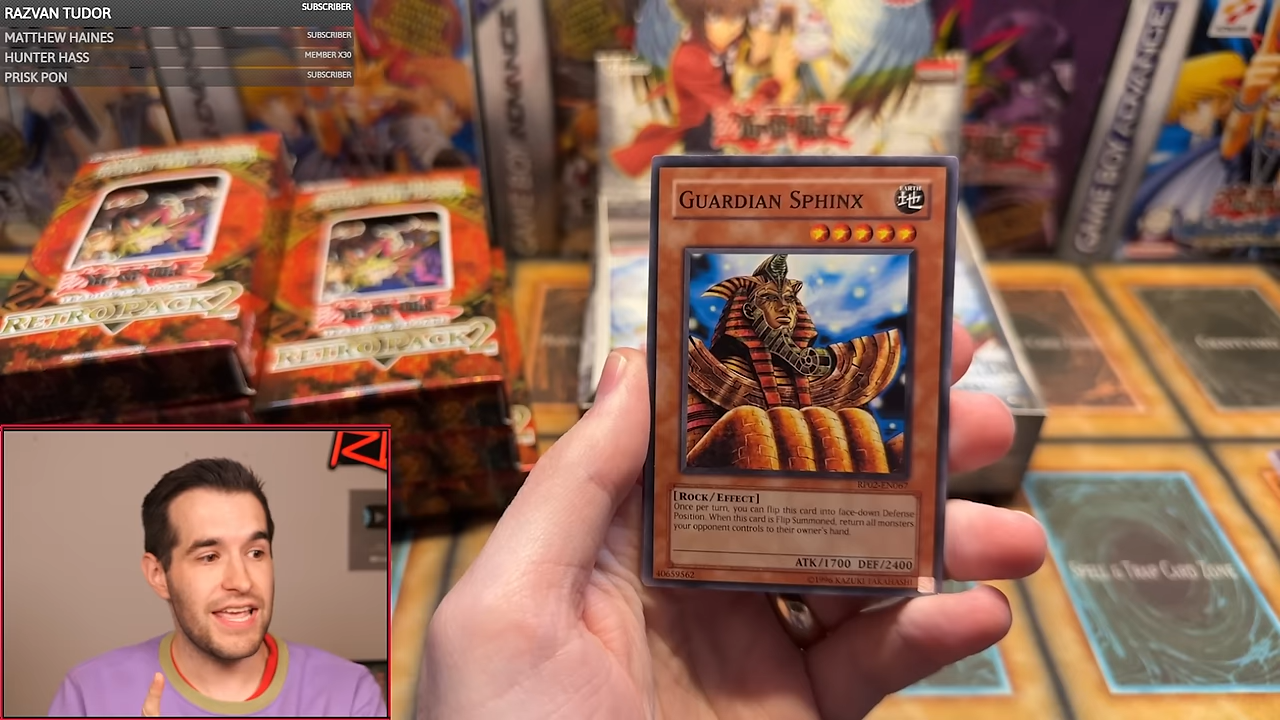 RAZVAN TUDOR SUBSCRIBER
MATTHEW HAINES SUBSCRIBER
HUNTER HASS MEMBER X30
PRISK PON SUBSCRIBER
GAME BOY ADVANCE
RETRO PACK 2
RETRO PACK 2
GUARDIAN SPHINX
EARTH
地
RP02-EN067
[ROCK/EFFECT]
Once per turn, you can flip this card into face-down Defense
Position. When this card is Flip Summoned, return all monsters
your opponent controls to their owner's hand.
ATK/1700 DEF/2400
40659562
©1996 KAZUKI TAKAHASHI
SPELL & TRAP CARD ZONE